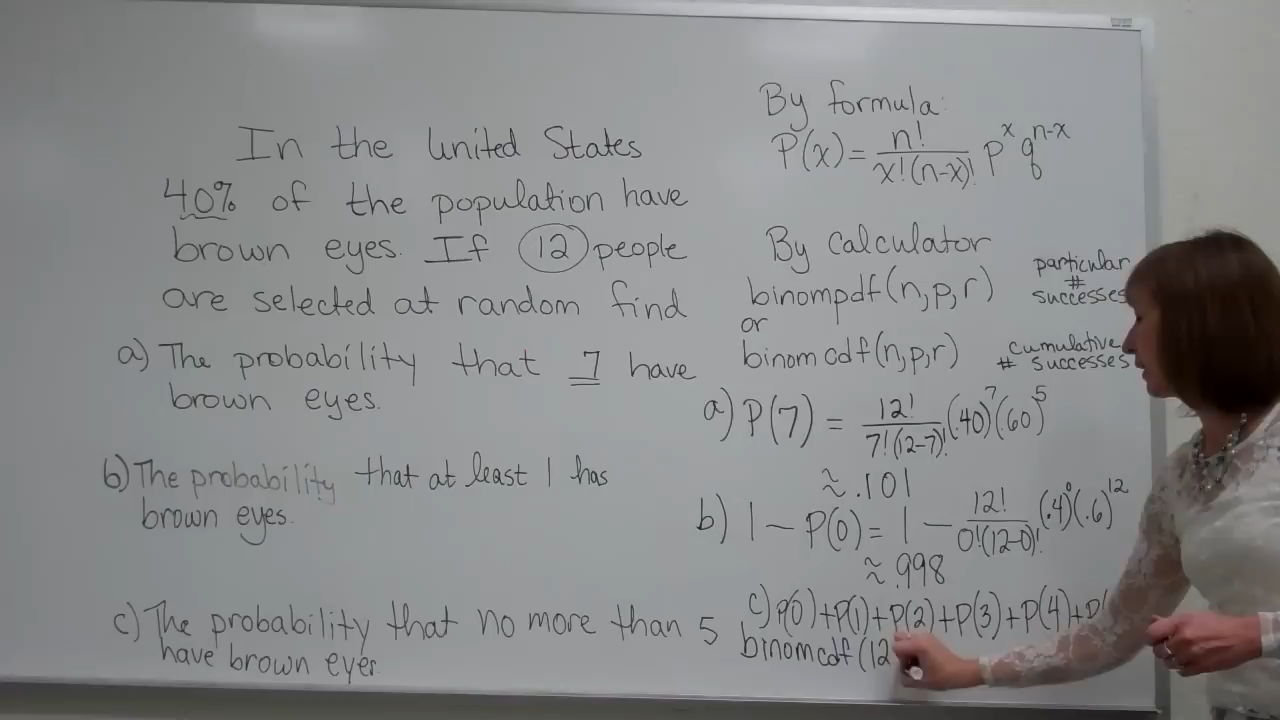 In the United States
40% of the population have
brown eyes. If 12 people
are selected at random find
a) The probability that 7 have
brown eyes.
b) The probability that at least 1 has
brown eyes.
c) The probability that no more than 5
have brown eyes.
By formula:
P(x) = n!/x!(n-x)! p^x q^(n-x)
By Calculator
binompdf(n,p,r) particular # successes
or
binomcdf(n,p,r) cumulative # successes
a) P(7) = 12!/7!(12-7)! (.40)^7 (.60)^5
≈ .101
b) 1 - P(0) = 1 - 12!/0!(12-0)! (.4)^0 (.6)^12
≈ .998
c) P(0)+P(1)+P(2)+P(3)+P(4)+P(
binomcdf(12